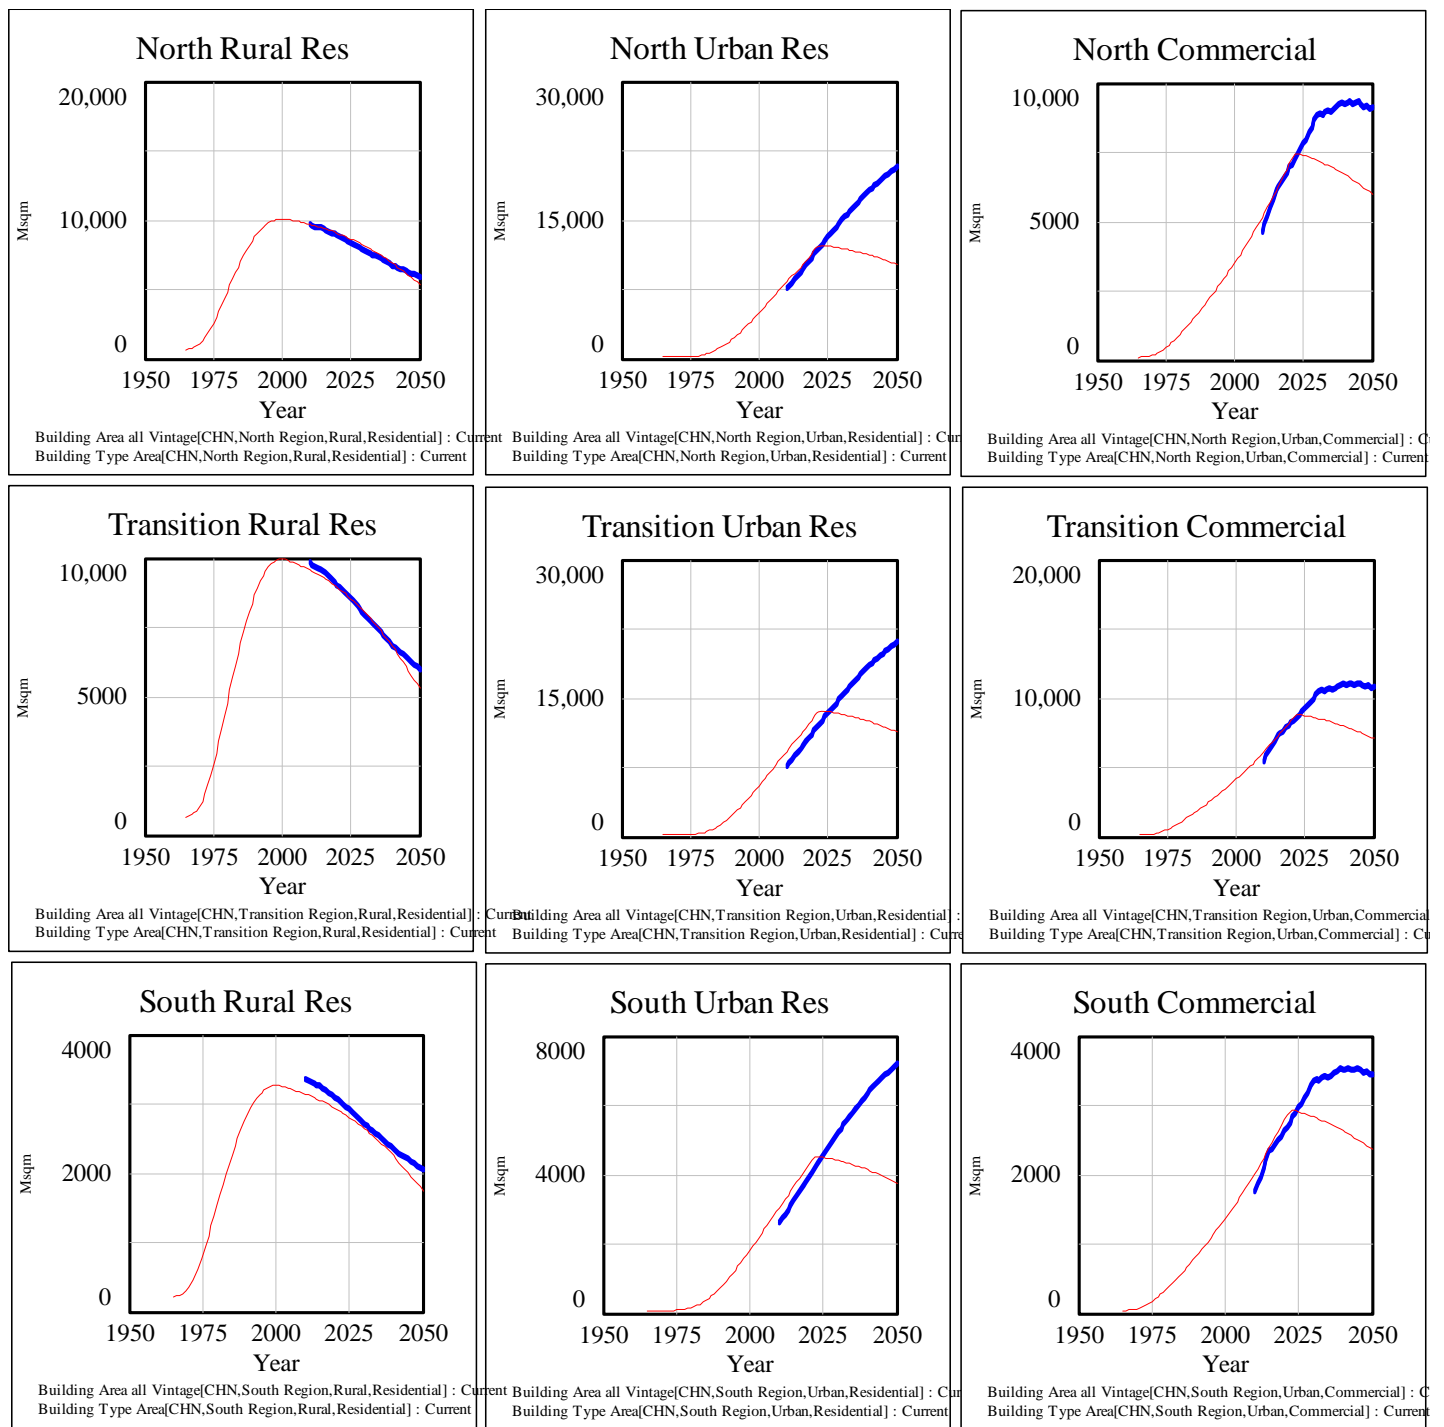 North Rural Res
20,000
10,000
0
Msqm
1950 1975 2000 2025 2050
Year
Building Area all Vintage[CHN,North Region,Rural,Residential] : Current
Building Type Area[CHN,North Region,Rural,Residential] : Current
North Urban Res
30,000
15,000
0
Msqm
1950 1975 2000 2025 2050
Year
Building Area all Vintage[CHN,North Region,Urban,Residential] : Cur
Building Type Area[CHN,North Region,Urban,Residential] : Current
North Commercial
10,000
5000
0
Msqm
1950 1975 2000 2025 2050
Year
Building Area all Vintage[CHN,North Region,Urban,Commercial] : C
Building Type Area[CHN,North Region,Urban,Commercial] : Current
Transition Rural Res
10,000
5000
0
Msqm
1950 1975 2000 2025 2050
Year
Building Area all Vintage[CHN,Transition Region,Rural,Residential] : Current
Building Type Area[CHN,Transition Region,Rural,Residential] : Current
Transition Urban Res
30,000
15,000
0
Msqm
1950 1975 2000 2025 2050
Year
Building Area all Vintage[CHN,Transition Region,Urban,Residential] :
Building Type Area[CHN,Transition Region,Urban,Residential] : Curre
Transition Commercial
20,000
10,000
0
Msqm
1950 1975 2000 2025 2050
Year
Building Area all Vintage[CHN,Transition Region,Urban,Commercial
Building Type Area[CHN,Transition Region,Urban,Commercial] : Cu
South Rural Res
4000
2000
0
Msqm
1950 1975 2000 2025 2050
Year
Building Area all Vintage[CHN,South Region,Rural,Residential] : Current
Building Type Area[CHN,South Region,Rural,Residential] : Current
South Urban Res
8000
4000
0
Msqm
1950 1975 2000 2025 2050
Year
Building Area all Vintage[CHN,South Region,Urban,Residential] : Cur
Building Type Area[CHN,South Region,Urban,Residential] : Current
South Commercial
4000
2000
0
Msqm
1950 1975 2000 2025 2050
Year
Building Area all Vintage[CHN,South Region,Urban,Commercial] : C
Building Type Area[CHN,South Region,Urban,Commercial] : Current